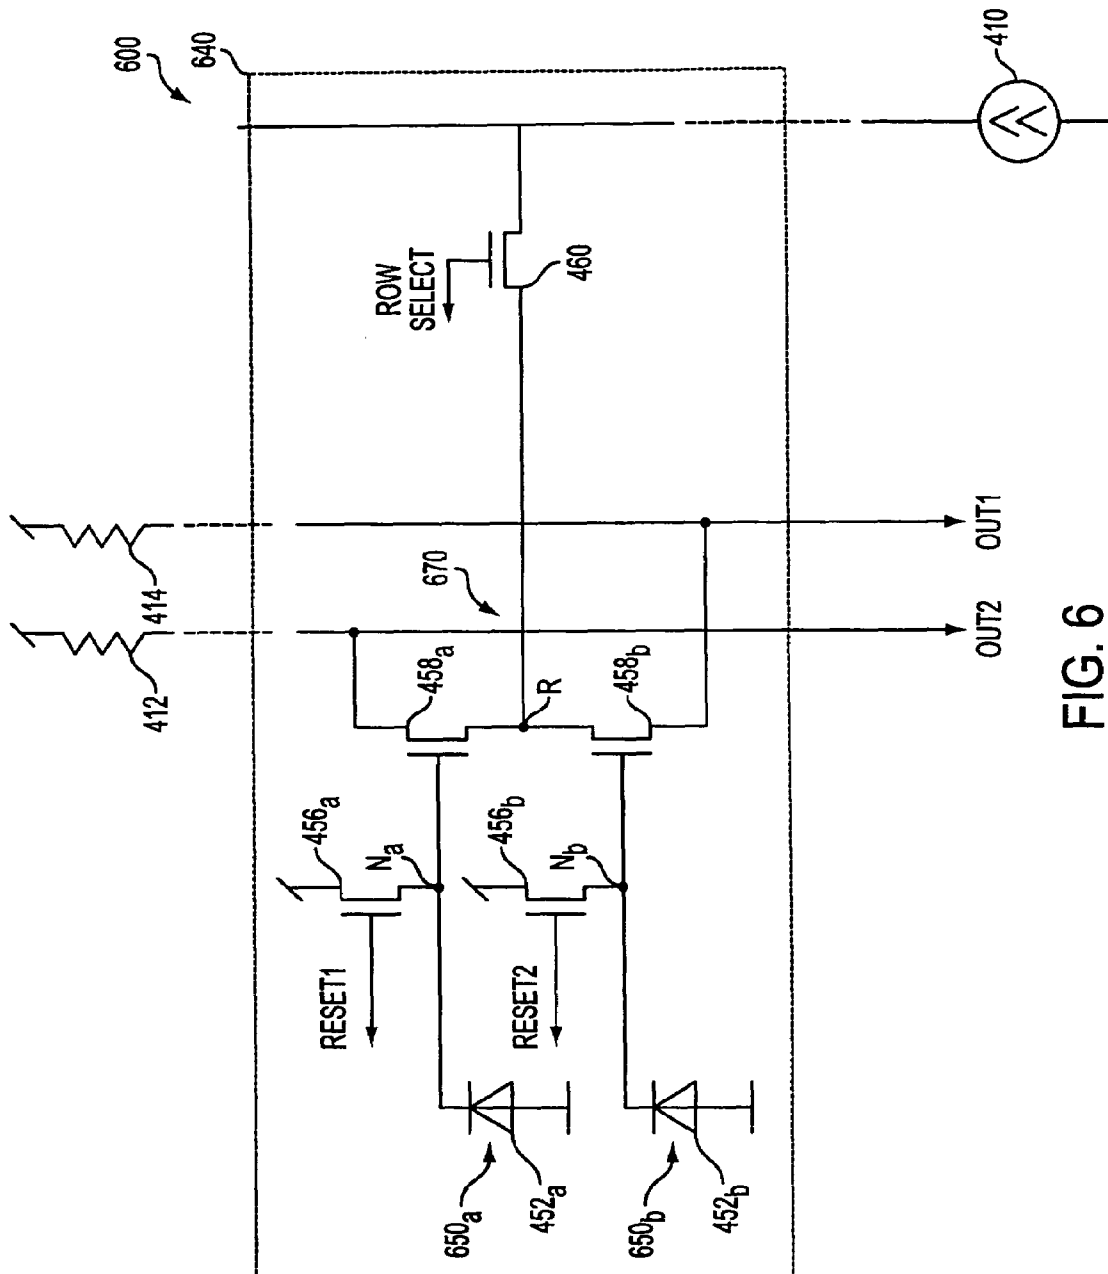 600
640
410
ROW
SELECT
460
414
412
670
OUT1
OUT2
458a
R
458b
456a
Na
456b
Nb
RESET1
RESET2
650a
452a
650b
452b
FIG. 6